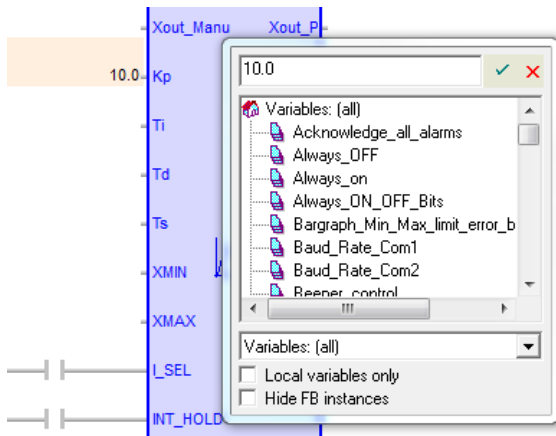 Xout_Manu Xout_P
10.0 Kp
Ti
Td
Ts
XMIN
XMAX
I_SEL
INT_HOLD
10.0
Variables: (all)
Acknowledge_all_alarms
Always_OFF
Always_on
Always_ON_OFF_Bits
Bargraph_Min_Max_limit_error_b
Baud_Rate_Com1
Baud_Rate_Com2
Beeper_control
Variables: (all)
Local variables only
Hide FB instances